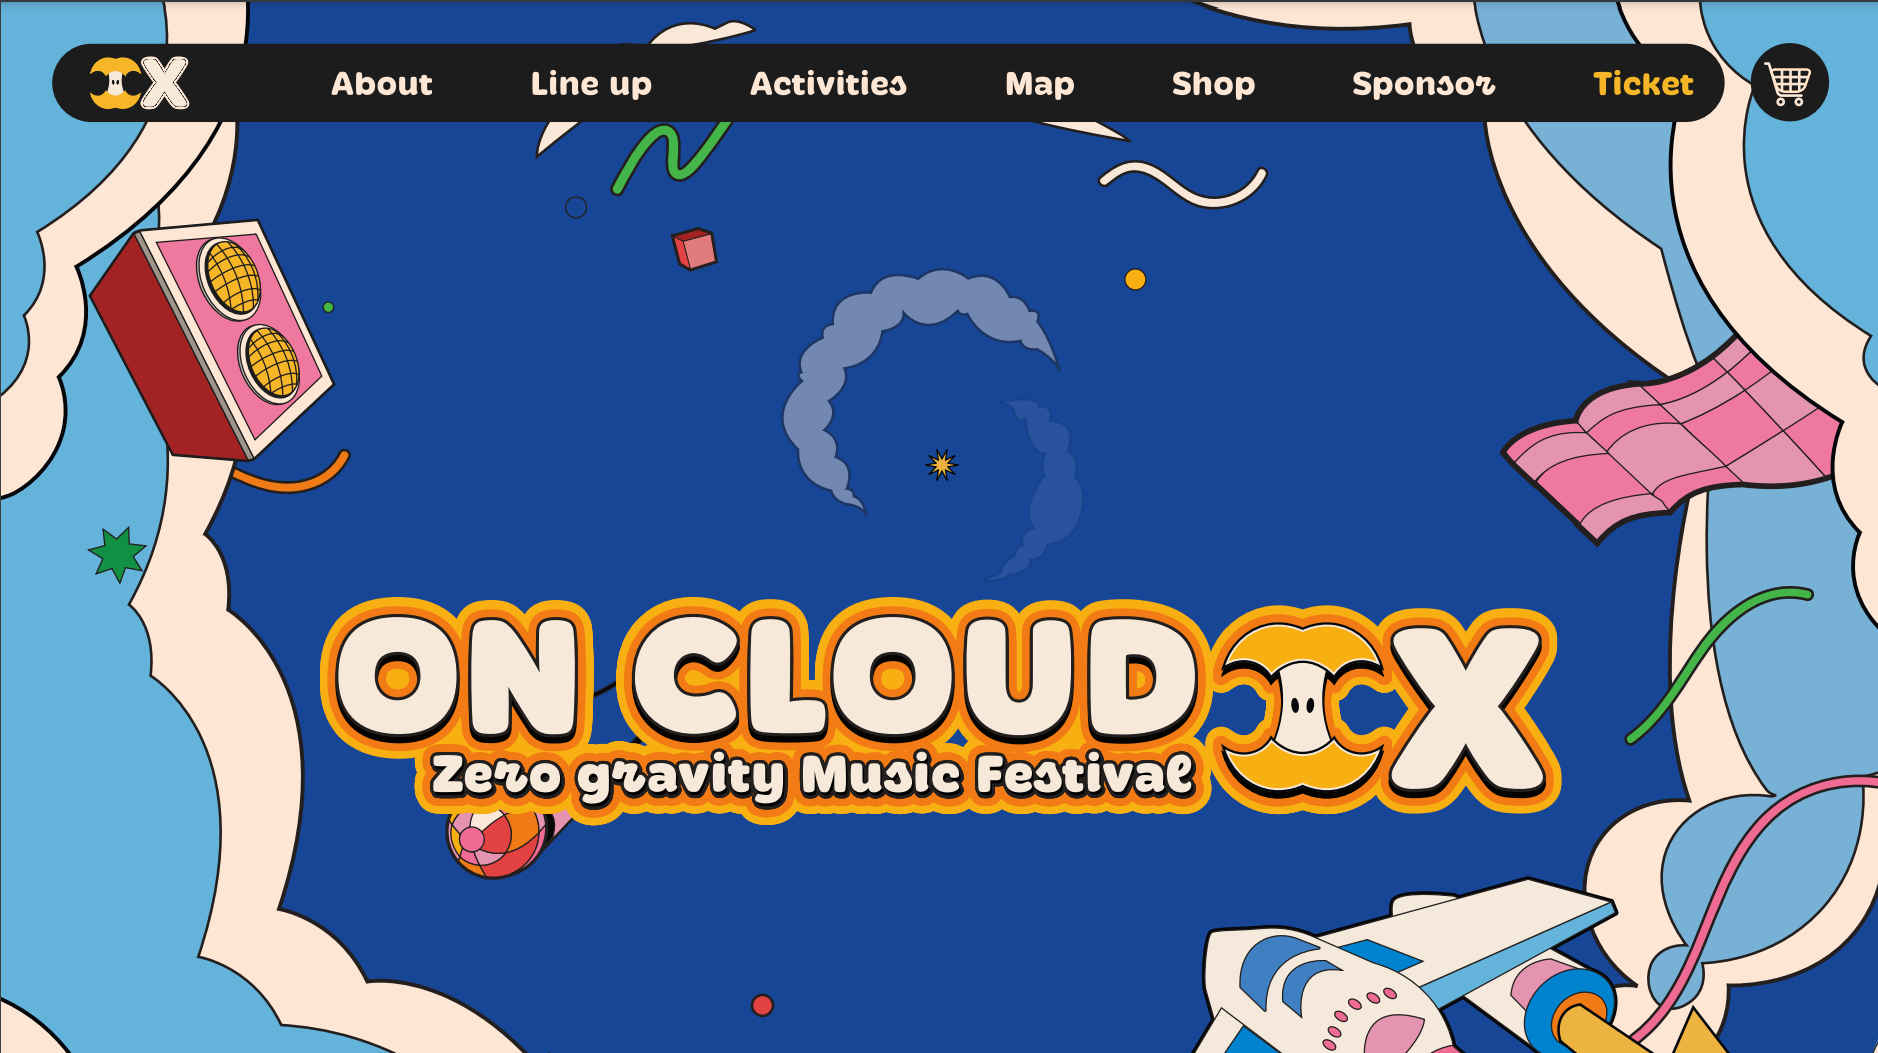 X
About
Line up
Activities
Map
Shop
Sponsor
Ticket
ON CLOUD X
Zero gravity Music Festival